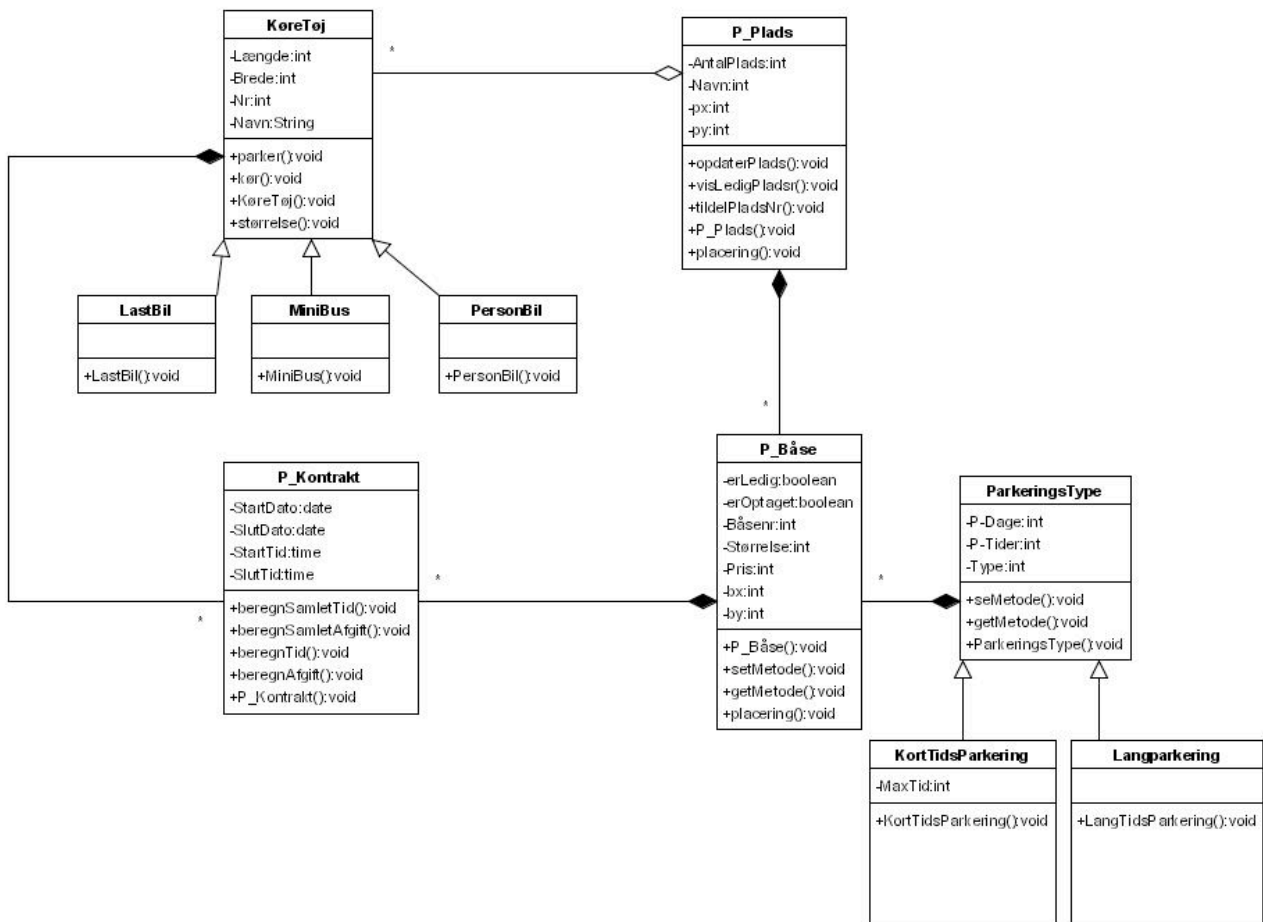 KøreTøj
-Længde:int
-Brede:int
-Nr:int
-Navn:String
+parker():void
+kør():void
+KøreTøj():void
+størrelse():void
*
P_Plads
-AntalPlads:int
-Navn:int
-px:int
-py:int
+opdaterPlads():void
+visLedigPladsr():void
+tildelPladsNr():void
+P_Plads():void
+placering():void
LastBil
+LastBil():void
MiniBus
+MiniBus():void
PersonBil
+PersonBil():void
*
P_Kontrakt
-StartDato:date
-SlutDato:date
-StartTid:time
-SlutTid:time
+beregnSamletTid():void
+beregnSamletAfgift():void
+beregnTid():void
+beregnAfgift():void
+P_Kontrakt():void
*
*
P_Båse
-erLedig:boolean
-erOptaget:boolean
-Båsenr:int
-Størrelse:int
-Pris:int
-bx:int
-by:int
+P_Båse():void
+setMetode():void
+getMetode():void
+placering():void
*
ParkeringsType
-P-Dage:int
-P-Tider:int
-Type:int
+seMetode():void
+getMetode():void
+ParkeringsType():void
KortTidsParkering
-MaxTid:int
+KortTidsParkering():void
Langparkering
+LangTidsParkering():void